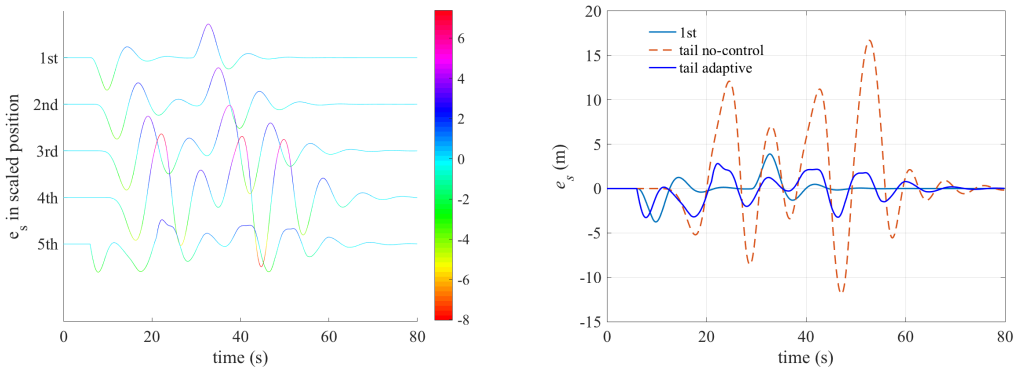 e_s in scaled position
1st
2nd
3rd
4th
5th
0
20
40
60
80
time (s)
6
4
2
0
-2
-4
-6
-8
e_s (m)
20
15
10
5
0
-5
-10
-15
1st
tail no-control
tail adaptive
0
20
40
60
80
time (s)